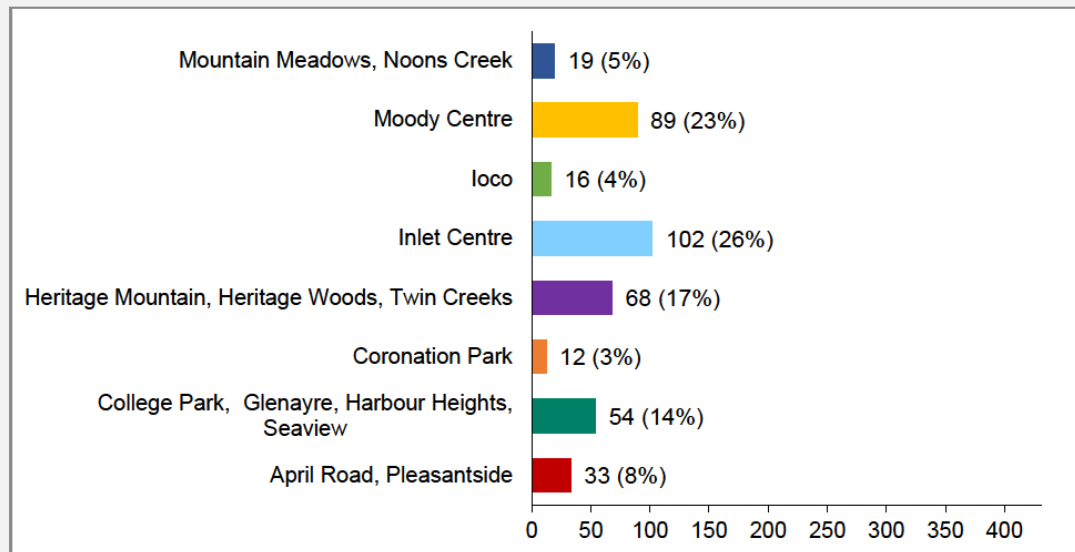 Mountain Meadows, Noons Creek 19 (5%)
Moody Centre 89 (23%)
Ioco 16 (4%)
Inlet Centre 102 (26%)
Heritage Mountain, Heritage Woods, Twin Creeks 68 (17%)
Coronation Park 12 (3%)
College Park,  Glenayre, Harbour Heights,
Seaview 54 (14%)
April Road, Pleasantside 33 (8%)
0 50 100 150 200 250 300 350 400